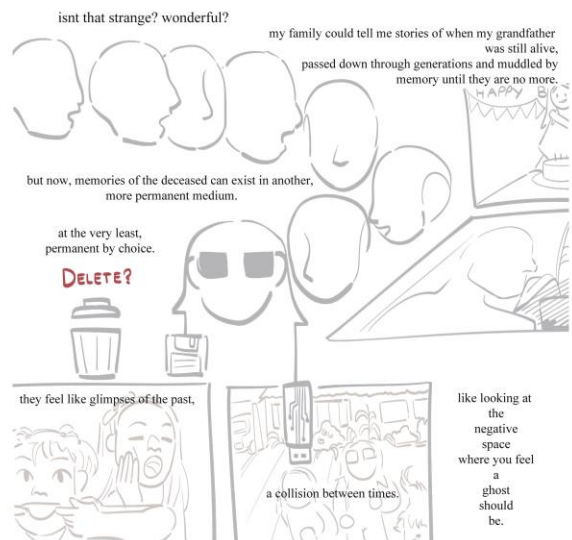 isnt that strange? wonderful?
my family could tell me stories of when my grandfather
was still alive,
passed down through generations and muddled by
memory until they are no more.
HAPPY B
but now, memories of the deceased can exist in another,
more permanent medium.
at the very least,
permanent by choice.
DELETE?
they feel like glimpses of the past,
a collision between times.
like looking at
the
negative
space
where you feel
a
ghost
should
be.